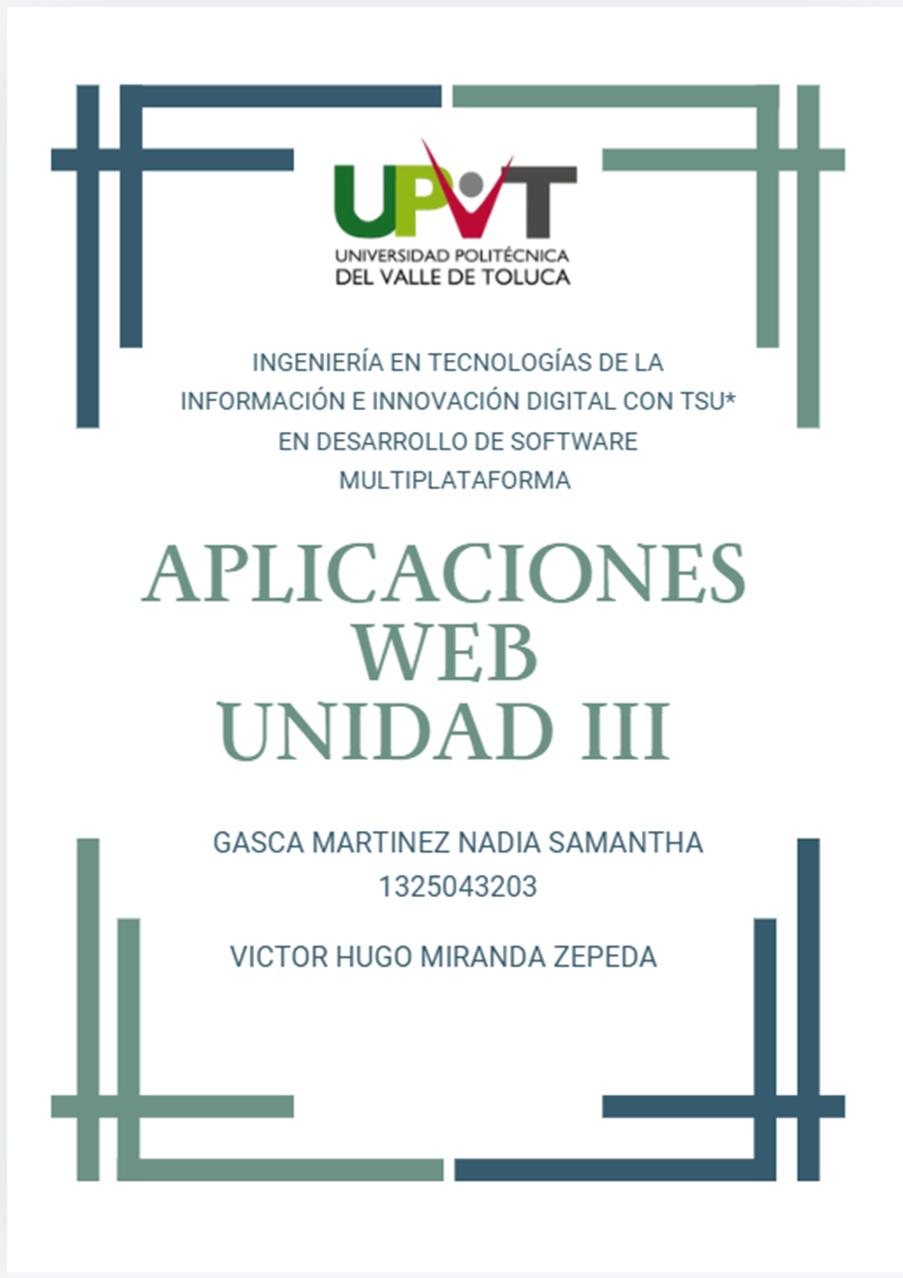 UPVT
UNIVERSIDAD POLITÉCNICA
DEL VALLE DE TOLUCA
INGENIERÍA EN TECNOLOGÍAS DE LA
INFORMACIÓN E INNOVACIÓN DIGITAL CON TSU*
EN DESARROLLO DE SOFTWARE
MULTIPLATAFORMA
APLICACIONES
WEB
UNIDAD III
GASCA MARTINEZ NADIA SAMANTHA
1325043203
VICTOR HUGO MIRANDA ZEPEDA